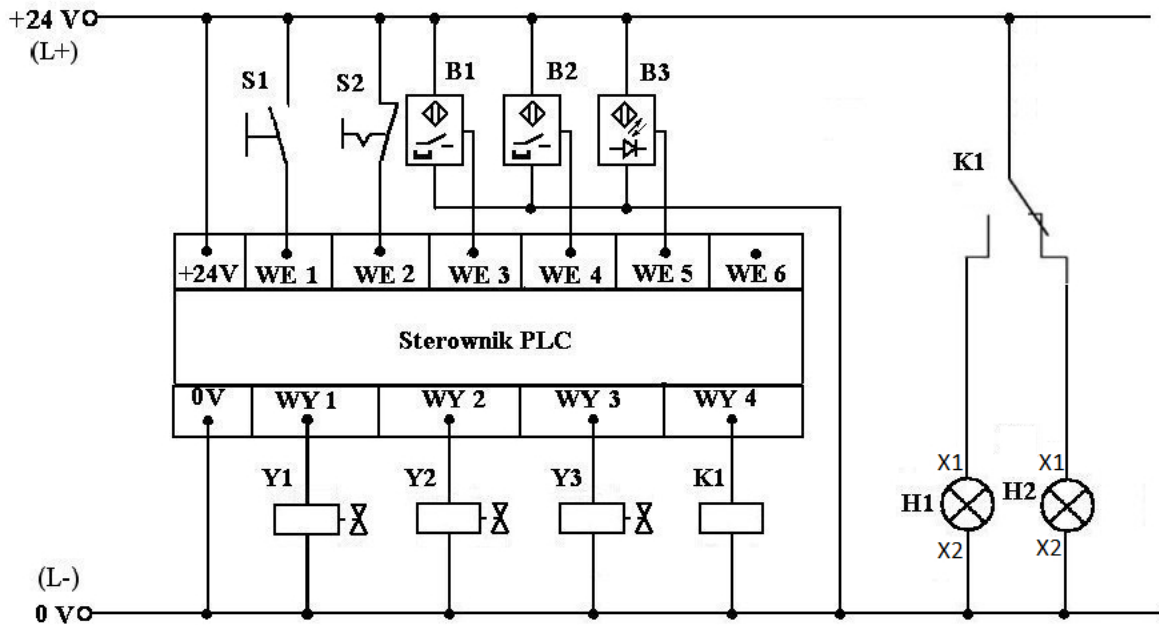 +24 V
(L+)
S1
S2
B1
B2
B3
K1
+24V WE 1 WE 2 WE 3 WE 4 WE 5 WE 6
Sterownik PLC
0V WY 1 WY 2 WY 3 WY 4
Y1
Y2
Y3
K1
X1
X1
H1
H2
X2
X2
(L-)
0 V